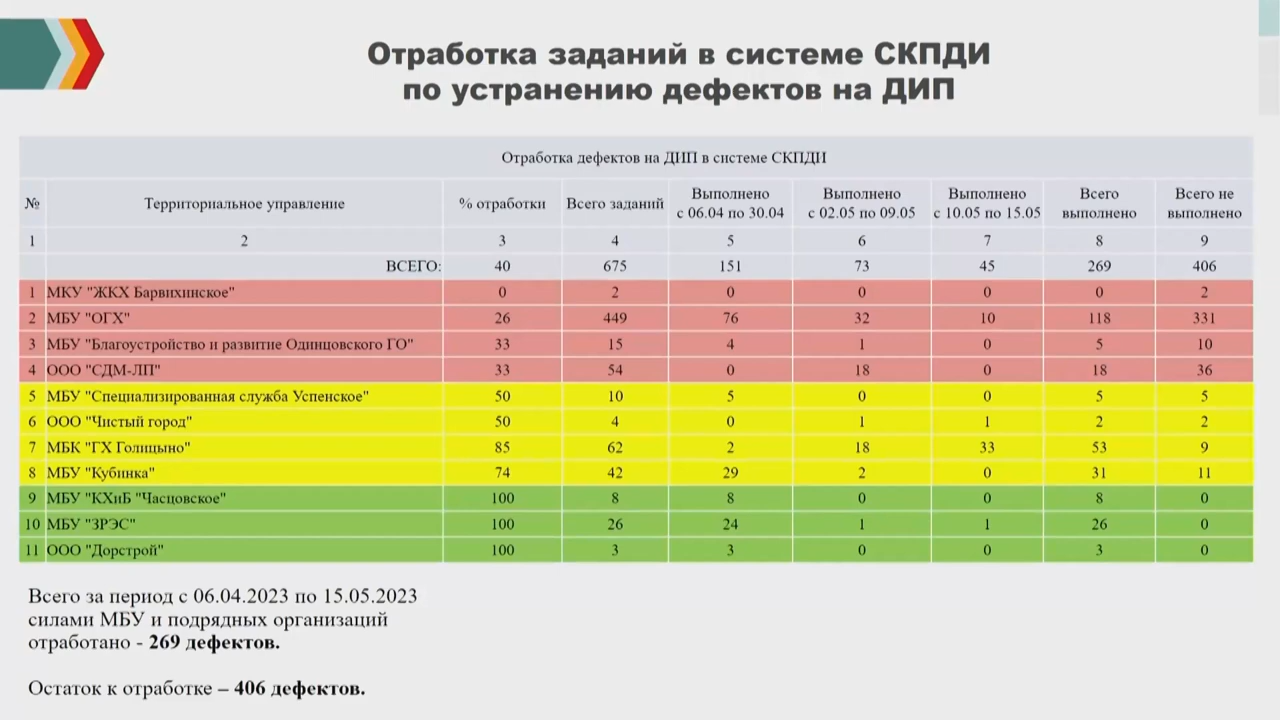 Отработка заданий в системе СКПДИ
по устранению дефектов на ДИП
Отработка дефектов на ДИП в системе СКПДИ
№ Территориальное управление % отработки Всего заданий Выполнено с 06.04 по 30.04 Выполнено с 02.05 по 09.05 Выполнено с 10.05 по 15.05 Всего выполнено Всего не выполнено
1 2 3 4 5 6 7 8 9
ВСЕГО: 40 675 151 73 45 269 406
1 МКУ "ЖКХ Барвихинское" 0 2 0 0 0 0 2
2 МБУ "ОГХ" 26 449 76 32 10 118 331
3 МБУ "Благоустройство и развитие Одинцовского ГО" 33 15 4 1 0 5 10
4 ООО "СДМ-ЛП" 33 54 0 18 0 18 36
5 МБУ "Специализированная служба Успенское" 50 10 5 0 0 5 5
6 ООО "Чистый город" 50 4 0 1 1 2 2
7 МБК "ГХ Голицыно" 85 62 2 18 33 53 9
8 МБУ "Кубинка" 74 42 29 2 0 31 11
9 МБУ "КХиБ "Часцовское" 100 8 8 0 0 8 0
10 МБУ "ЗРЭС" 100 26 24 1 1 26 0
11 ООО "Дорстрой" 100 3 3 0 0 3 0
Всего за период с 06.04.2023 по 15.05.2023
силами МБУ и подрядных организаций
отработано - 269 дефектов.
Остаток к отработке – 406 дефектов.